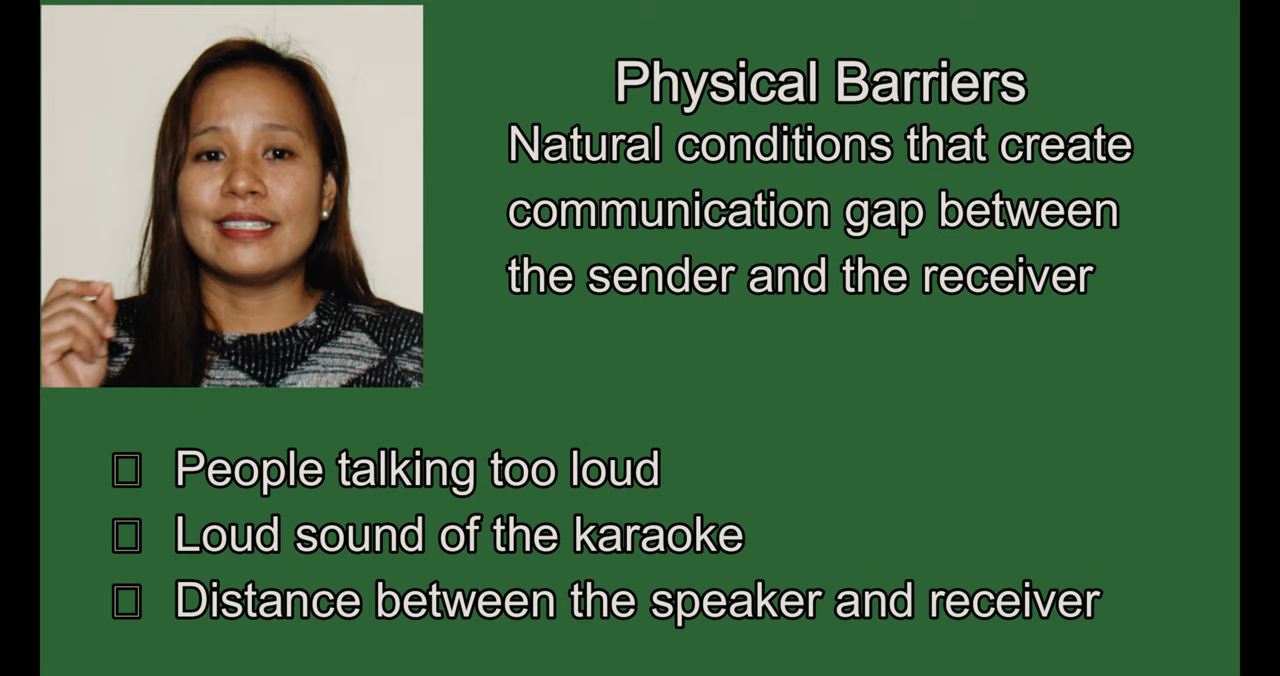 Physical Barriers
Natural conditions that create
communication gap between
the sender and the receiver
People talking too loud
Loud sound of the karaoke
Distance between the speaker and receiver